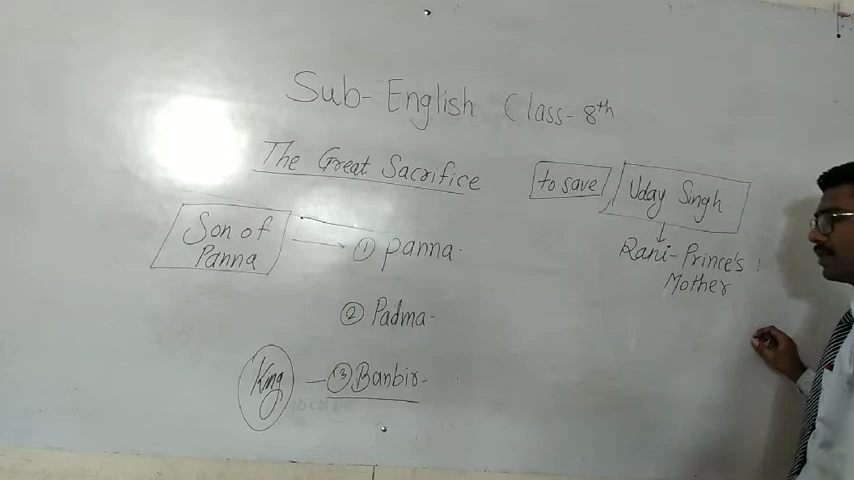 Sub- English Class- 8th
The Great Sacrifice
to save
Uday Singh
Son of
Panna
① panna-
Rani- Prince's :
Mother
② Padma-
King
③ Banbir-